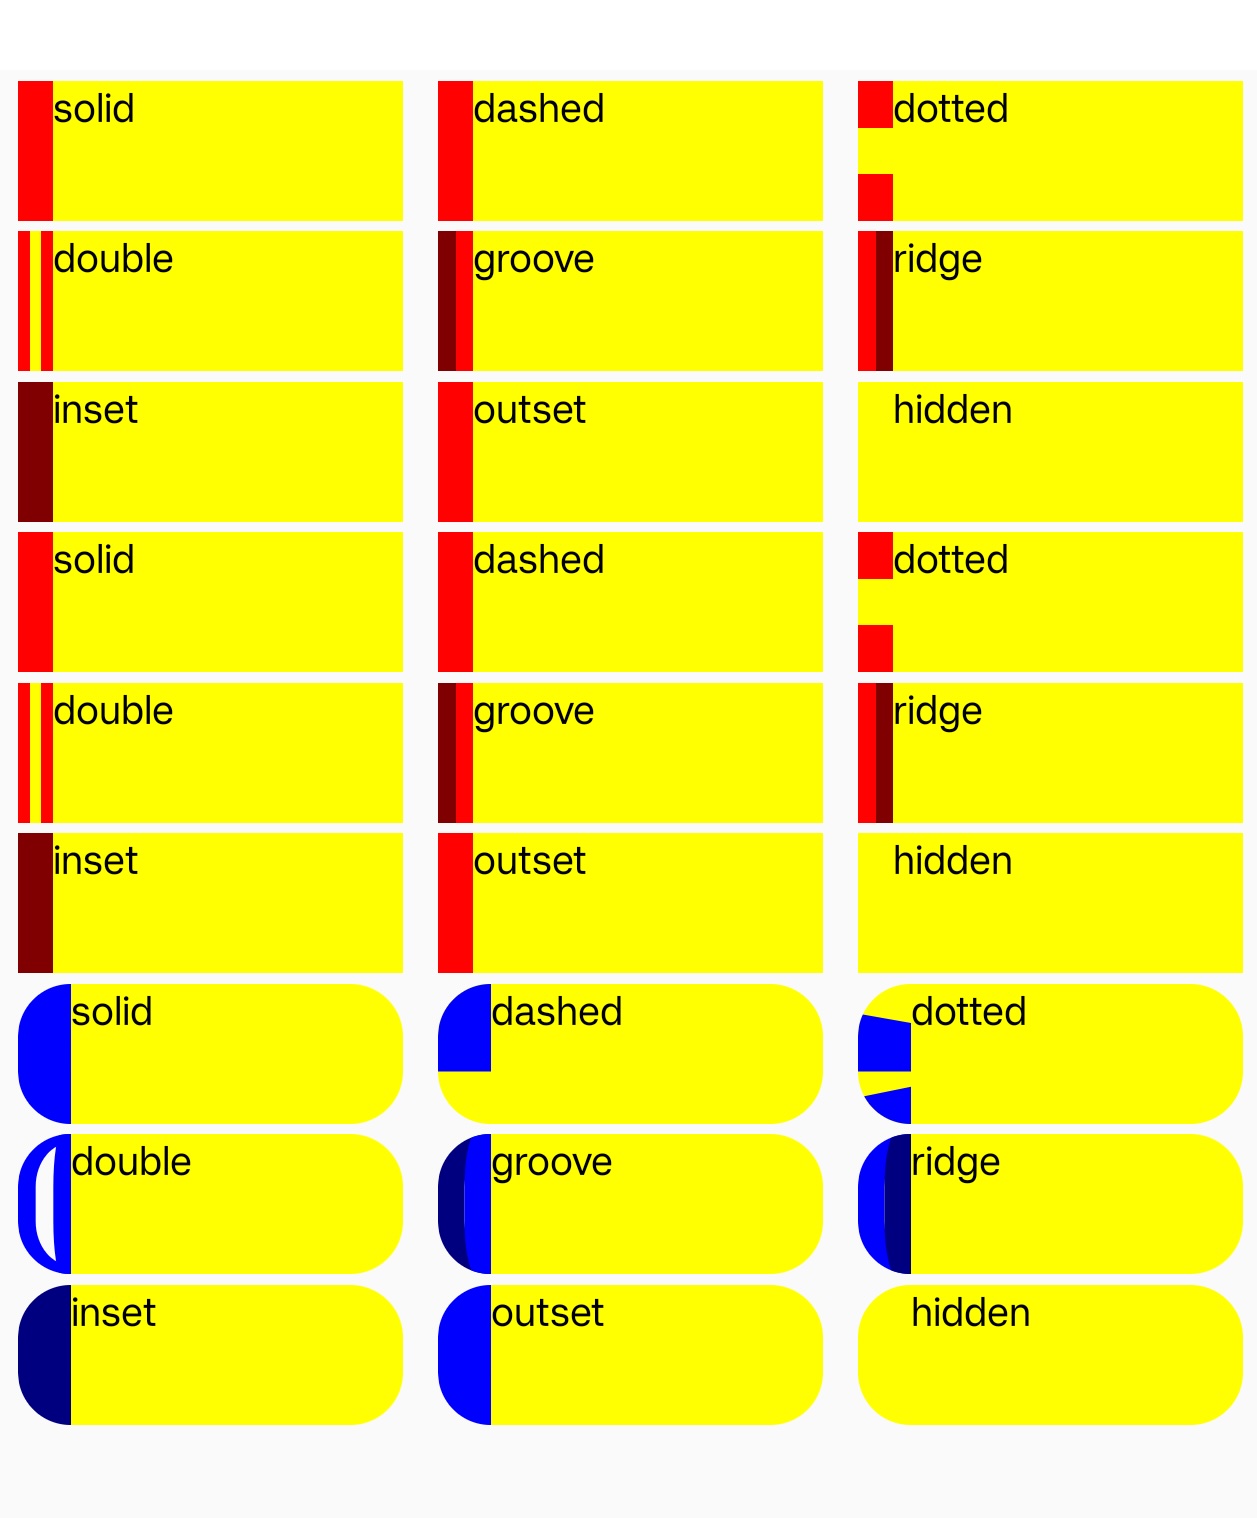 solid dashed dotted
double groove ridge
inset outset hidden
solid dashed dotted
double groove ridge
inset outset hidden
solid dashed dotted
double groove ridge
inset outset hidden